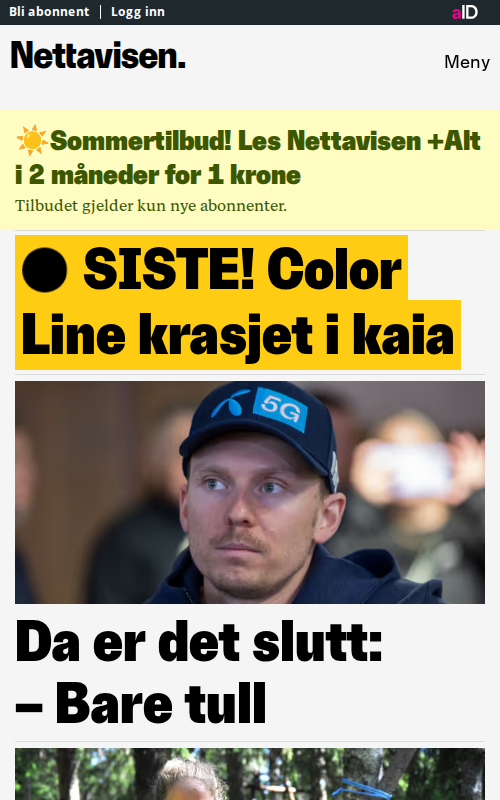 Bli abonnent | Logg inn
aID
Nettavisen.
Meny
☀️Sommertilbud! Les Nettavisen +Alt
i 2 måneder for 1 krone
Tilbudet gjelder kun nye abonnenter.
● SISTE! Color
Line krasjet i kaia
5G
Da er det slutt:
– Bare tull